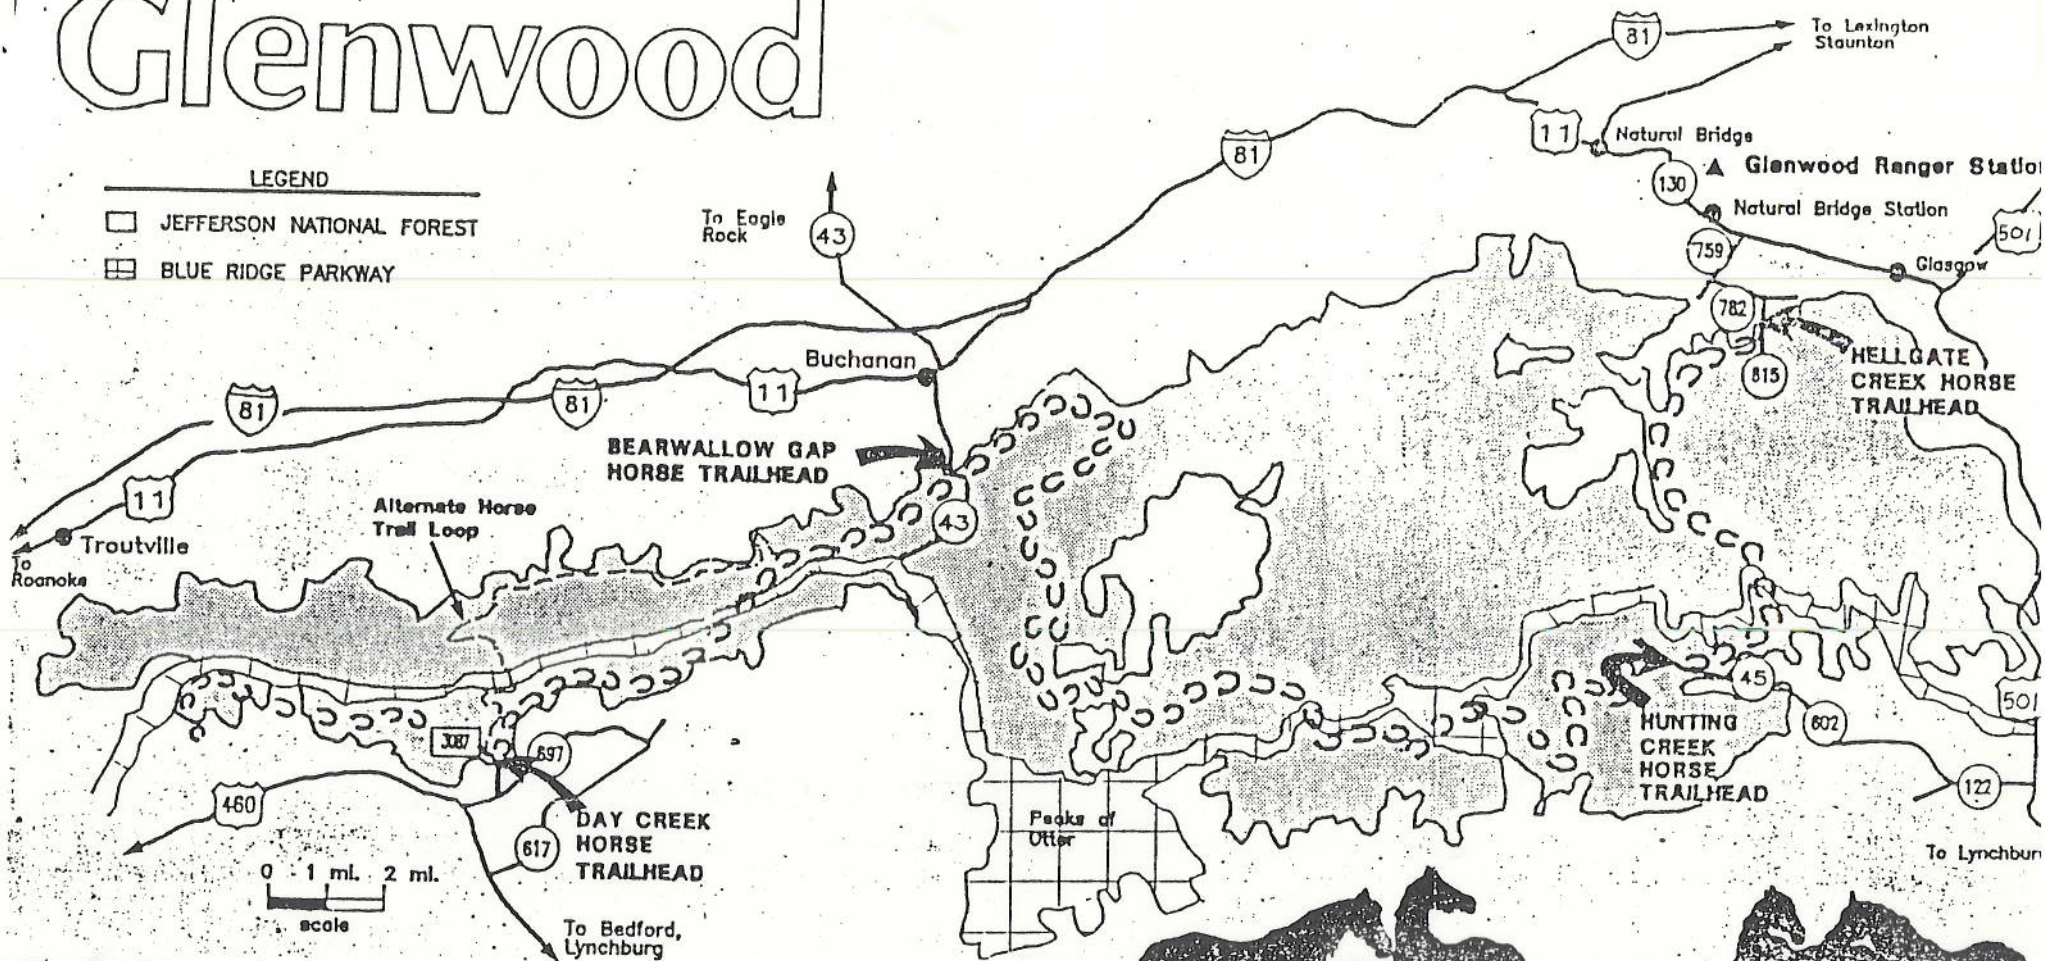 Glenwood
LEGEND
JEFFERSON NATIONAL FOREST
BLUE RIDGE PARKWAY
To Lexington
Staunton
81
11
Natural Bridge
Glenwood Ranger
130
Natural Bridge Station
501
759
Glasgow
81
To Eagle
Rock
43
782
HELLGATE
CREEK HORSE
TRAILHEAD
815
Buchanan
11
81
81
BEARWALLOW GAP
HORSE TRAILHEAD
43
11
Alternate Horse
Trail Loop
Troutville
To
Roanoke
45
501
602
HUNTING
CREEK
HORSE
TRAILHEAD
122
3087
697
460
DAY CREEK
HORSE
TRAILHEAD
617
Peaks of
Otter
0 1 mi. 2 mi.
scale
To Bedford,
Lynchburg
To